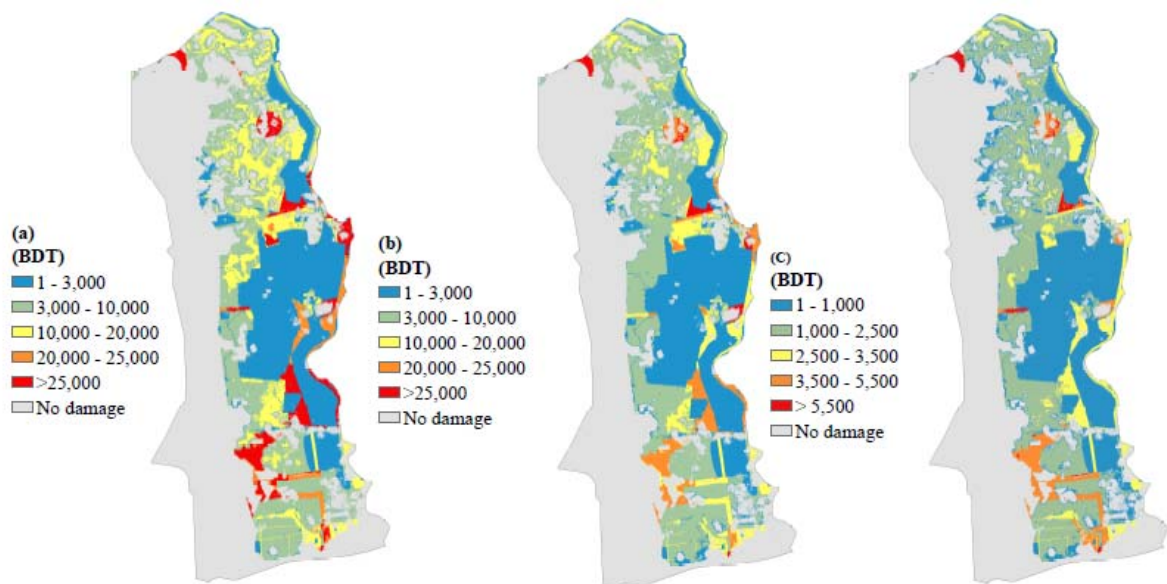 (a)
(BDT)
1 - 3,000
3,000 - 10,000
10,000 - 20,000
20,000 - 25,000
>25,000
No damage
(b)
(BDT)
1 - 3,000
3,000 - 10,000
10,000 - 20,000
20,000 - 25,000
>25,000
No damage
(C)
(BDT)
1 - 1,000
1,000 - 2,500
2,500 - 3,500
3,500 - 5,500
> 5,500
No damage